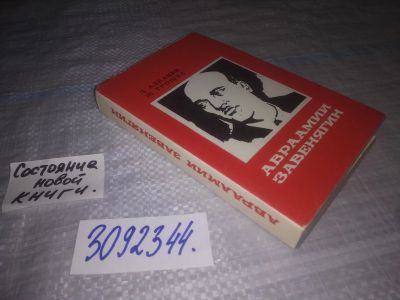 АВРААМИЙ
ЗАВЕНЯГИН
АВРААМИЙ ЗАВЕНЯГИН
Состояние
новой
книги.
3092344.